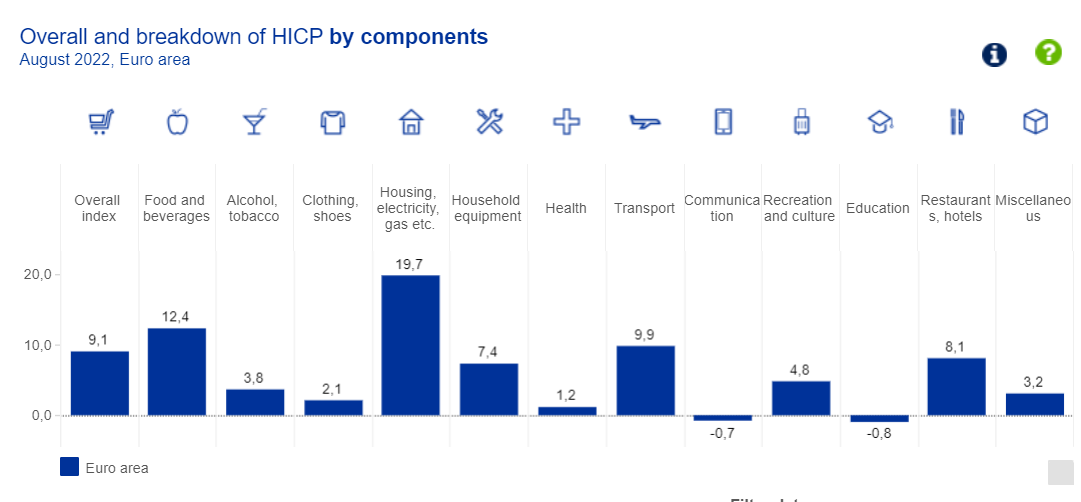 Overall and breakdown of HICP by components
August 2022, Euro area
Overall
index
Food and
beverages
Alcohol,
tobacco
Clothing,
shoes
Housing,
electricity,
gas etc.
Household
equipment
Health
Transport
Communica
tion
Recreation
and culture
Education
Restaurant
s, hotels
Miscellaneo
us
20,0
10,0
0,0
9,1
12,4
3,8
2,1
19,7
7,4
1,2
9,9
-0,7
4,8
-0,8
8,1
3,2
Euro area